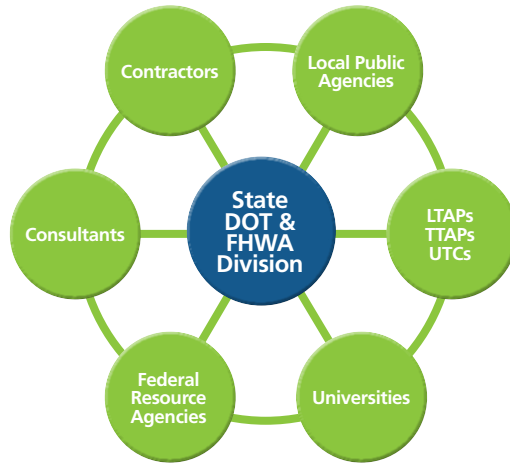 Contractors
Local Public
Agencies
Consultants
State
DOT &
FHWA
Division
LTAPs
TTAPs
UTCs
Federal
Resource
Agencies
Universities